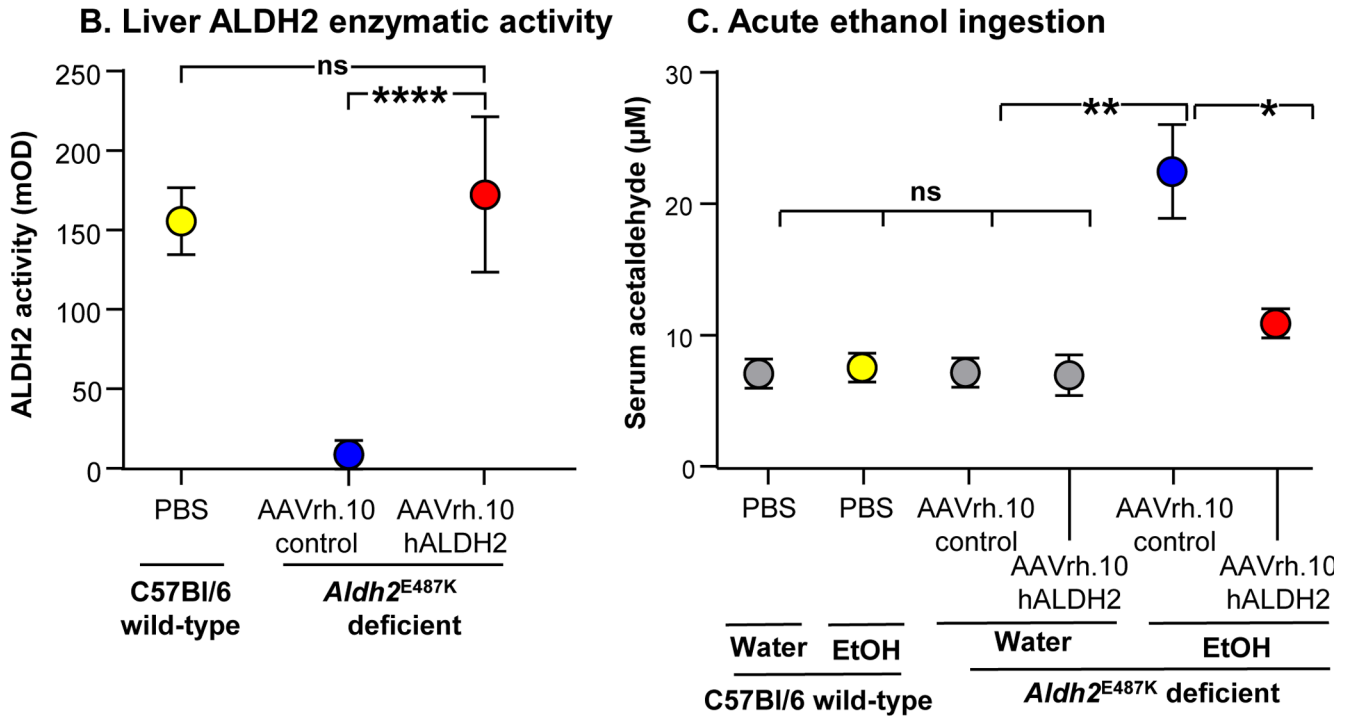 B. Liver ALDH2 enzymatic activity
ALDH2 activity (mOD)
250
200
150
100
50
0
ns
****
PBS
AAVrh.10
control
AAVrh.10
hALDH2
C57Bl/6
wild-type
Aldh2E487K
deficient
C. Acute ethanol ingestion
Serum acetaldehyde (µM)
30
20
10
0
ns
**
*
PBS
PBS
AAVrh.10
control
AAVrh.10
hALDH2
AAVrh.10
control
AAVrh.10
hALDH2
Water
EtOH
Water
EtOH
C57Bl/6 wild-type
Aldh2E487K deficient